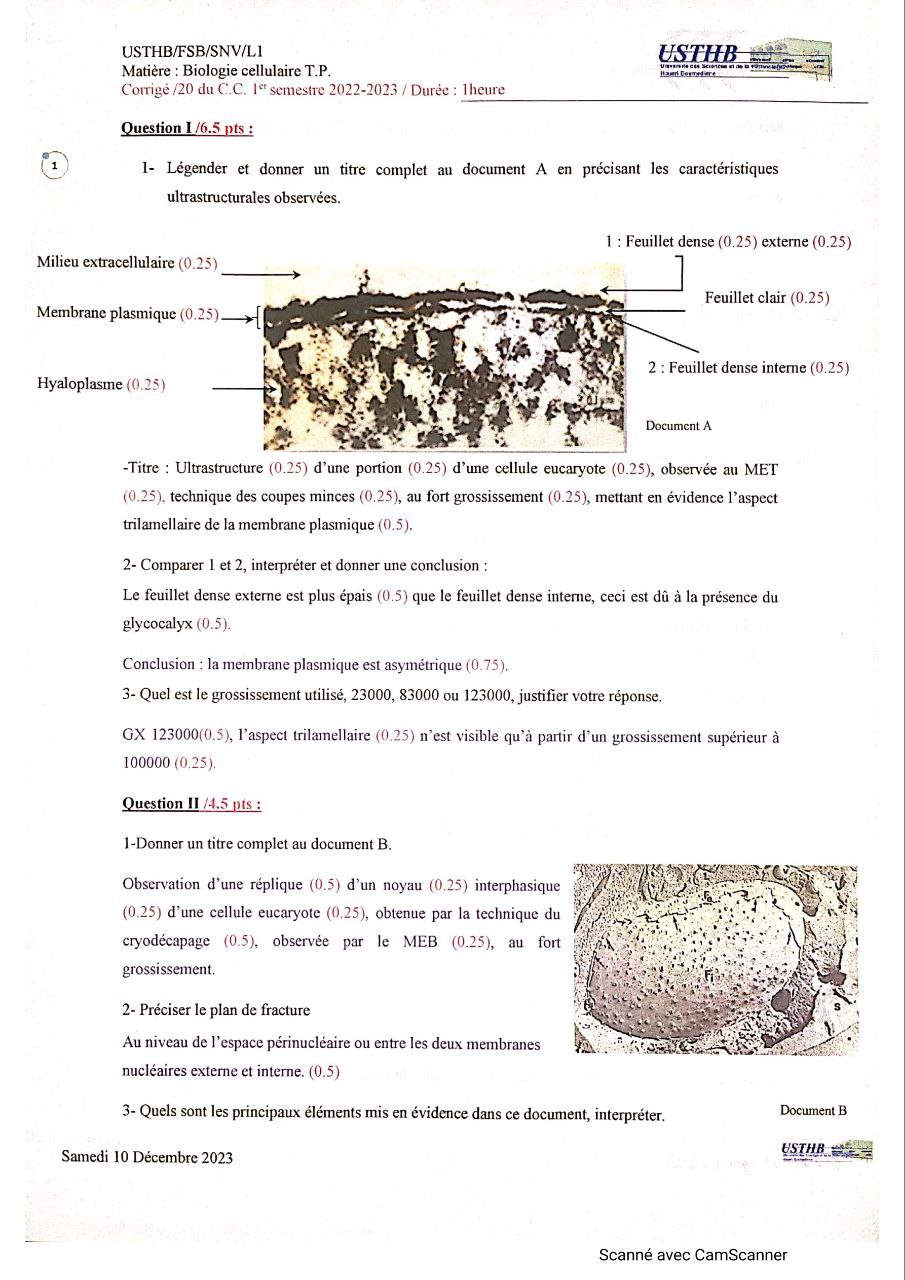 USTHB/FSB/SNV/L1
Matière : Biologie cellulaire T.P.
Corrigé /20 du C.C. 1er semestre 2022-2023 / Durée : 1heure
USTHB
Question I /6.5 pts :
1
1- Légender et donner un titre complet au document A en précisant les caractéristiques
ultrastructurales observées.
1 : Feuillet dense (0.25) externe (0.25)
Milieu extracellulaire (0.25)
Feuillet clair (0.25)
Membrane plasmique (0.25)
2 : Feuillet dense interne (0.25)
Hyaloplasme (0.25)
Document A
-Titre : Ultrastructure (0.25) d’une portion (0.25) d’une cellule eucaryote (0.25), observée au MET
(0.25), technique des coupes minces (0.25), au fort grossissement (0.25), mettant en évidence l’aspect
trilamellaire de la membrane plasmique (0.5).
2- Comparer 1 et 2, interpréter et donner une conclusion :
Le feuillet dense externe est plus épais (0.5) que le feuillet dense interne, ceci est dû à la présence du
glycocalyx (0.5).
Conclusion : la membrane plasmique est asymétrique (0.75).
3- Quel est le grossissement utilisé, 23000, 83000 ou 123000, justifier votre réponse.
GX 123000(0.5), l’aspect trilamellaire (0.25) n’est visible qu’à partir d’un grossissement supérieur à
100000 (0.25).
Question II /4.5 pts :
1-Donner un titre complet au document B.
Observation d’une réplique (0.5) d’un noyau (0.25) interphasique
(0.25) d’une cellule eucaryote (0.25), obtenue par la technique du
cryodécapage (0.5), observée par le MEB (0.25), au fort
grossissement.
Fi
S
2- Préciser le plan de fracture
Au niveau de l’espace périnucléaire ou entre les deux membranes
nucléaires externe et interne. (0.5)
3- Quels sont les principaux éléments mis en évidence dans ce document, interpréter.
Document B
Samedi 10 Décembre 2023
USTHB
Scanné avec CamScanner